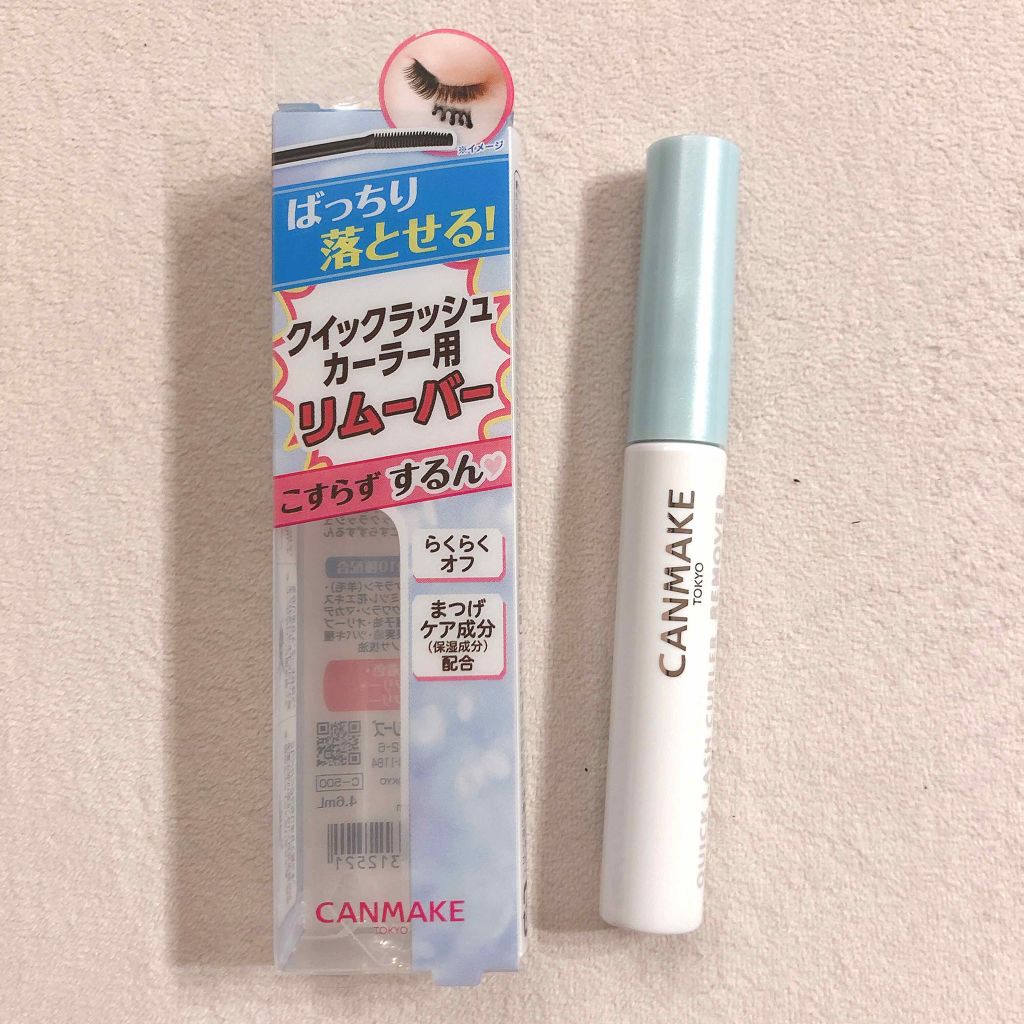 ※イメージ
ばっちり
落とせる!
クイックラッシュ
カーラー用
リムーバー
こすらず するん♡
らくらく
オフ
まつげ
ケア成分
(保湿成分)
配合
C-500
4.6mL
312521
CANMAKE
TOKYO
CANMAKE
TOKYO
QUICK LASH CURLER REMOVER